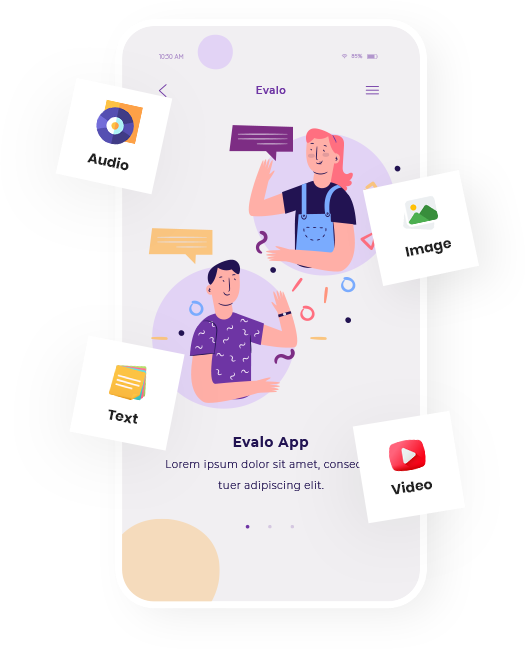 10:50 AM
85%
Evalo
Audio
Image
Text
Evalo App
Lorem ipsum dolor sit amet, consec
tuer adipiscing elit.
Video